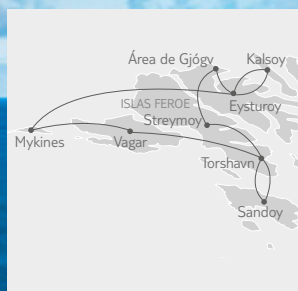 Área de Gjógv Kalsoy
ISLAS FEROE Eysturoy
Streymoy
Mykines Vagar
Torshavn
Sandoy